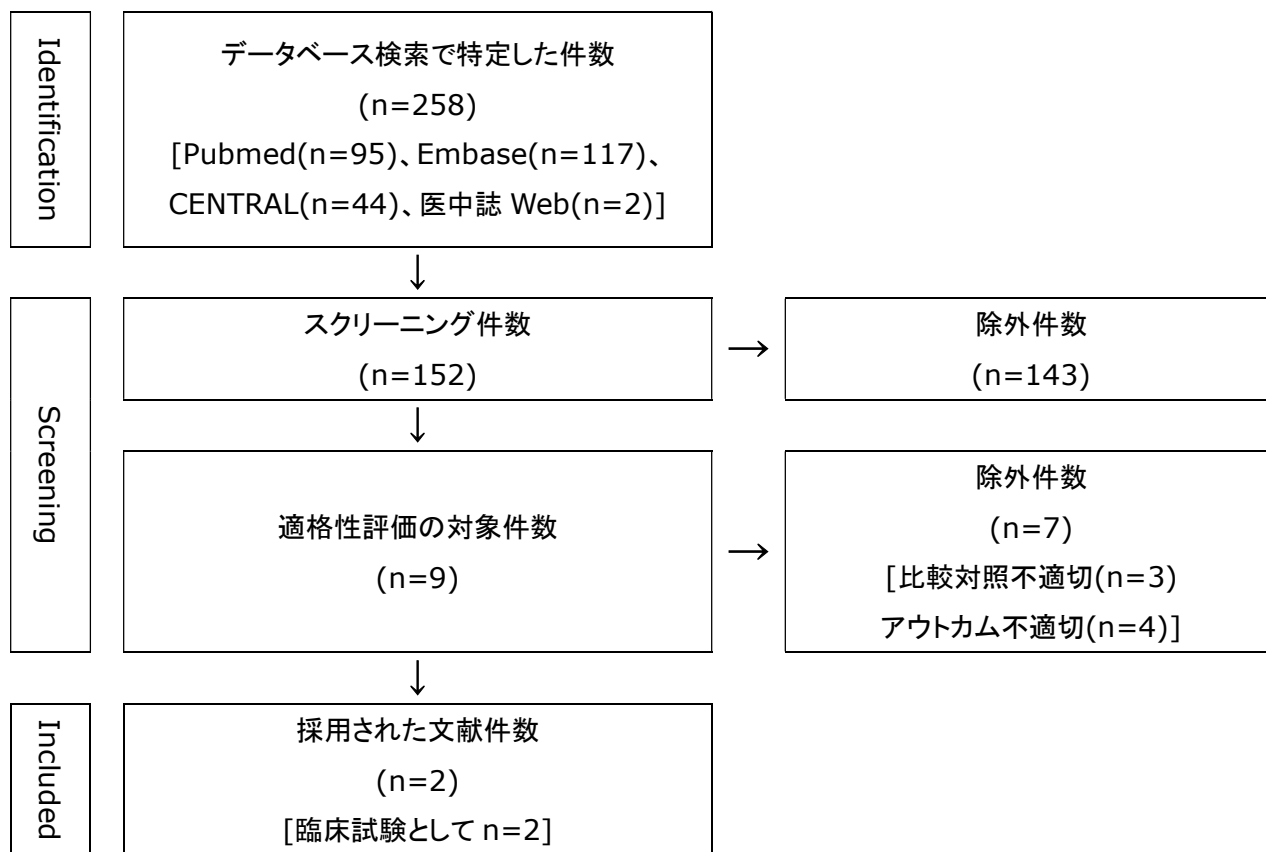 Identification
データベース検索で特定した件数
(n=258)
[Pubmed(n=95)、Embase(n=117)、
CENTRAL(n=44)、医中誌 Web(n=2)]
↓
Screening
スクリーニング件数
(n=152)
→
除外件数
(n=143)
↓
適格性評価の対象件数
(n=9)
→
除外件数
(n=7)
[比較対照不適切(n=3)
アウトカム不適切(n=4)]
↓
Included
採用された文献件数
(n=2)
[臨床試験として n=2]